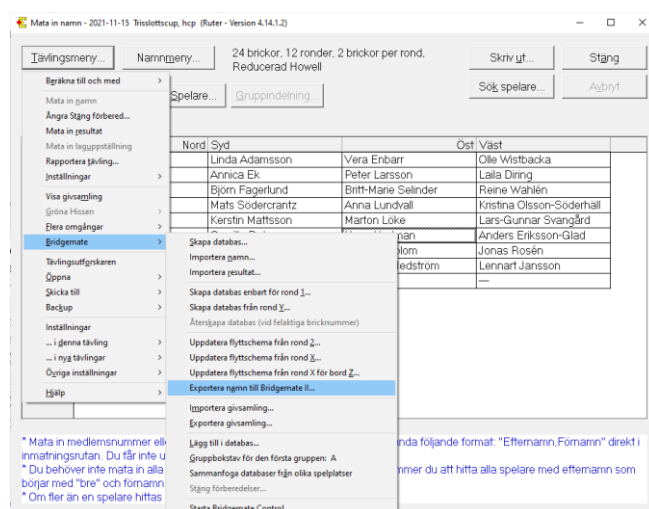 Mata in namn - 2021-11-15 Trisslottscup, hcp (Ruter - Version 4.14.1.2)
Tävlingsmeny... Namnmeny... 24 brickor, 12 ronder, 2 brickor per rond, Skriv ut... Stäng
Reducerad Howell
Spelare... Gruppindelning... Sök spelare... Avbryt
Beräkna till och med
Mata in namn
Ångra Stäng förbered...
Mata in resultat
Mata in laguppställning
Rapportera tävling...
Inställningar
Visa givsamling
Gröna Hissen
Flera omgångar
Bridgemate
Tävlingsutforskaren
Öppna
Skicka till
Backup
Inställningar
... i denna tävling
... i nya tävlingar
Övriga inställningar
Hjälp
Nord Syd Öst Väst
Linda Adamsson Vera Enbarr Olle Wistbacka
Annica Ek Peter Larsson Laila Diring
Björn Fagerlund Britt-Marie Selinder Reine Wahlén
Mats Södercrantz Anna Lundvall Kristina Olsson-Söderhäll
Kerstin Mattsson Marton Löke Lars-Gunnar Svangård
Anders Eriksson-Glad
lom Jonas Rosén
edström Lennart Jansson
—
Skapa databas...
Importera namn...
Importera resultat...
Skapa databas enbart för rond 1...
Skapa databas från rond Y...
Återskapa databas (vid felaktiga bricknummer)
Uppdatera flyttschema från rond 2...
Uppdatera flyttschema från rond X...
Uppdatera flyttschema från rond X för bord Z...
Exportera namn till Bridgemate II...
Importera givsamling...
Exportera givsamling...
Lägg till i databas...
Gruppbokstav för den första gruppen: A
Sammanfoga databaser från olika spelplatser
Stäng förberedelser...
Starta Bridgemate Control
* Mata in medlemsnummer elle nda följande format: "Efternamn,Förnamn" direkt i
inmatningsrutan. Du får inte u
* Du behöver inte mata in alla mmer du att hitta alla spelare med efternamn som
börjar med "bre" och förnamn
* Om fler än en spelare hittas